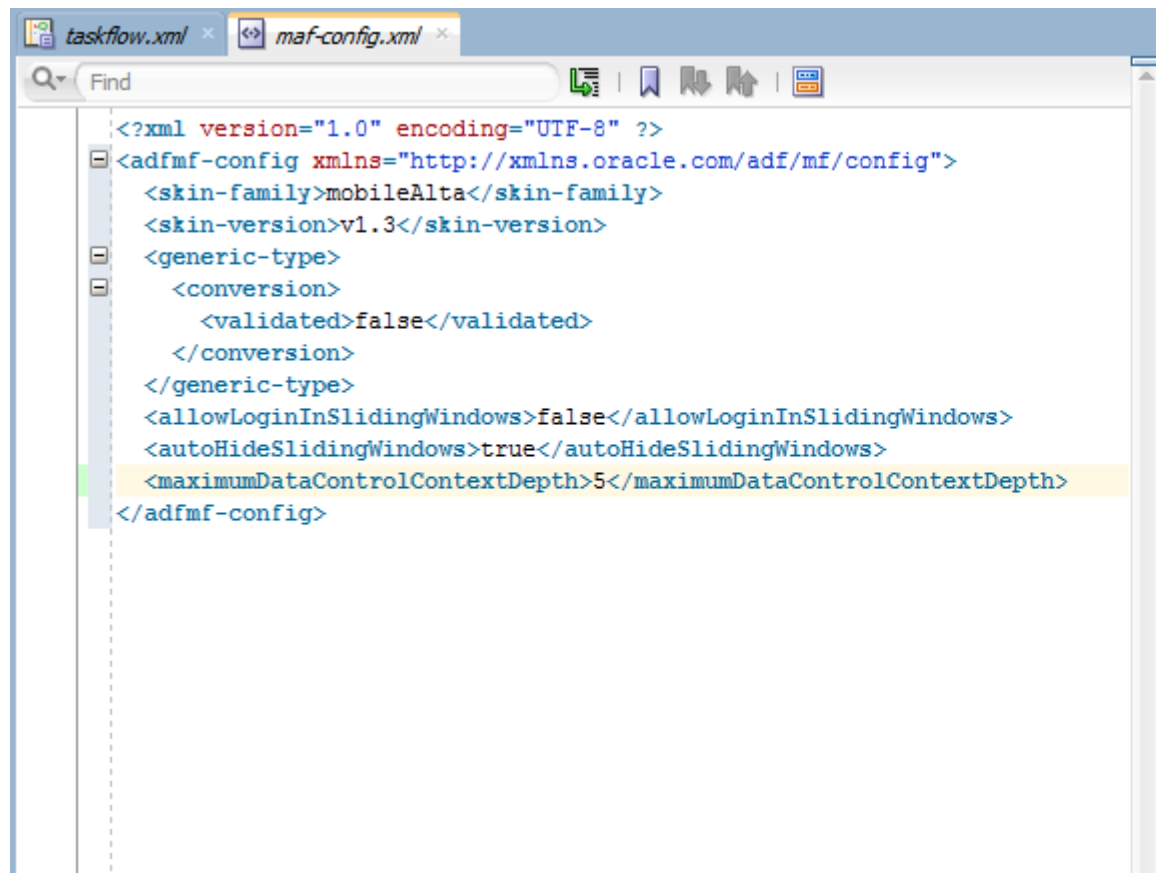 taskflow.xml × maf-config.xml ×
Find
<?xml version="1.0" encoding="UTF-8" ?>
<adfmf-config xmlns="http://xmlns.oracle.com/adf/mf/config">
<skin-family>mobileAlta</skin-family>
<skin-version>v1.3</skin-version>
<generic-type>
<conversion>
<validated>false</validated>
</conversion>
</generic-type>
<allowLoginInSlidingWindows>false</allowLoginInSlidingWindows>
<autoHideSlidingWindows>true</autoHideSlidingWindows>
<maximumDataControlContextDepth>5</maximumDataControlContextDepth>
</adfmf-config>